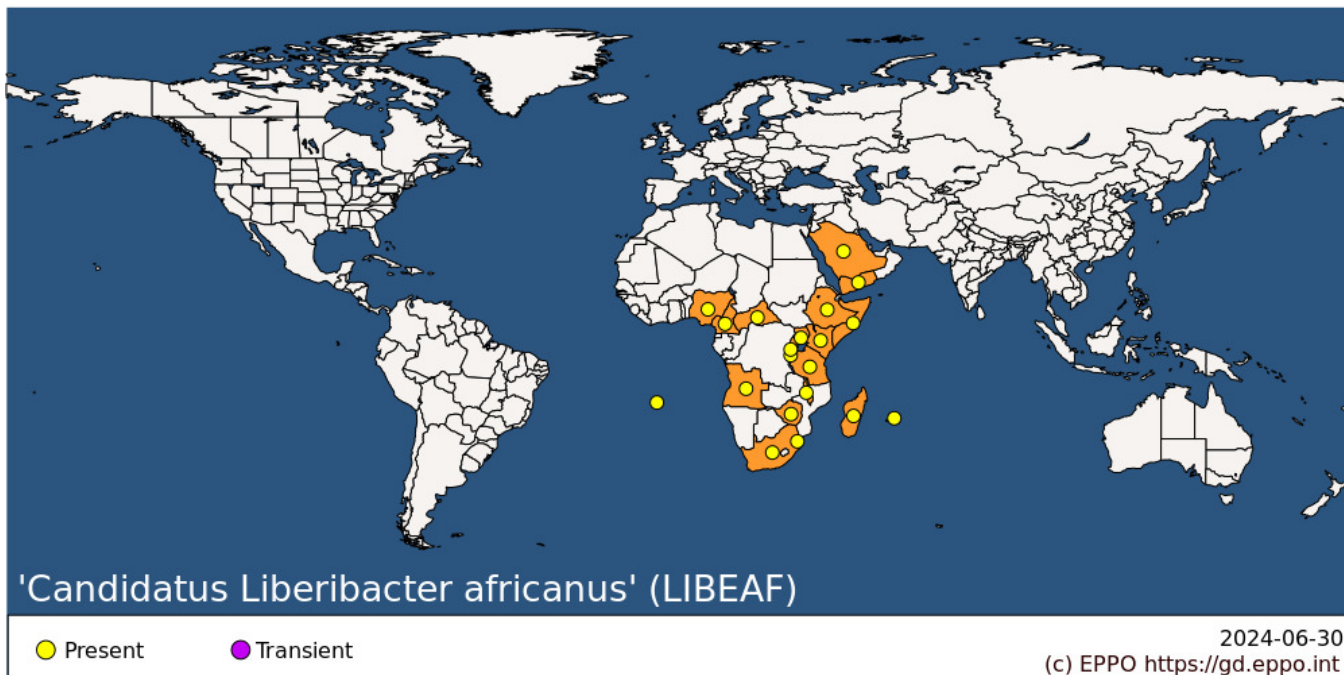 'Candidatus Liberibacter africanus' (LIBEAF)
Present
Transient
2024-06-30
(c) EPPO https://gd.eppo.int